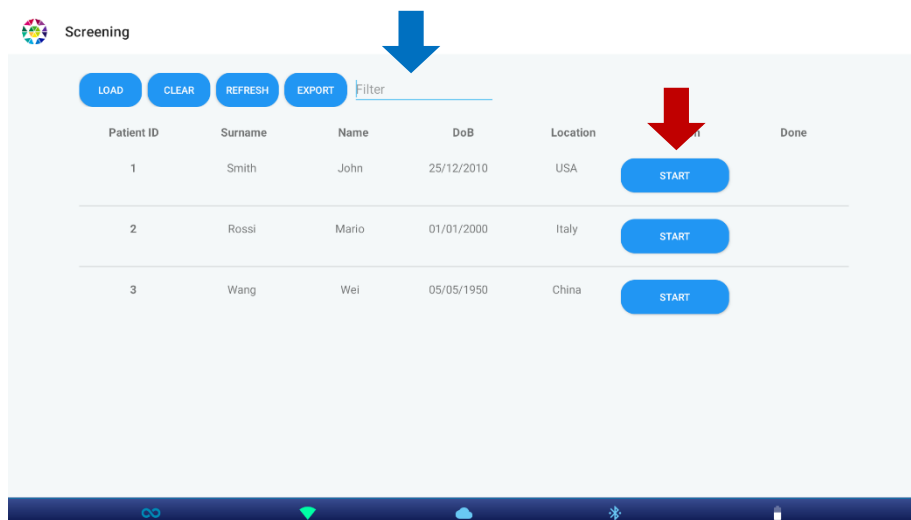 Screening
LOAD CLEAR REFRESH EXPORT Filter
Patient ID Surname Name DoB Location Done
1 Smith John 25/12/2010 USA START
2 Rossi Mario 01/01/2000 Italy START
3 Wang Wei 05/05/1950 China START